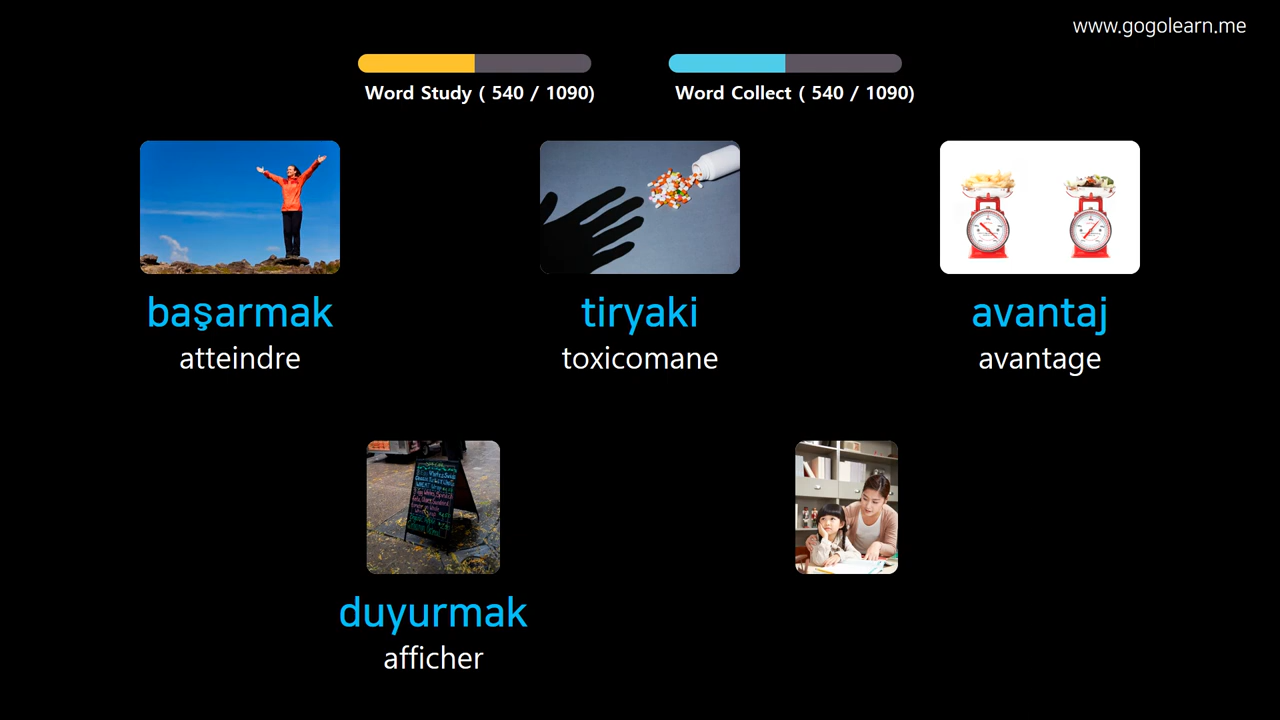 www.gogolearn.me
Word Study ( 540 / 1090)
Word Collect ( 540 / 1090)
başarmak
atteindre
tiryaki
toxicomane
avantaj
avantage
duyurmak
afficher